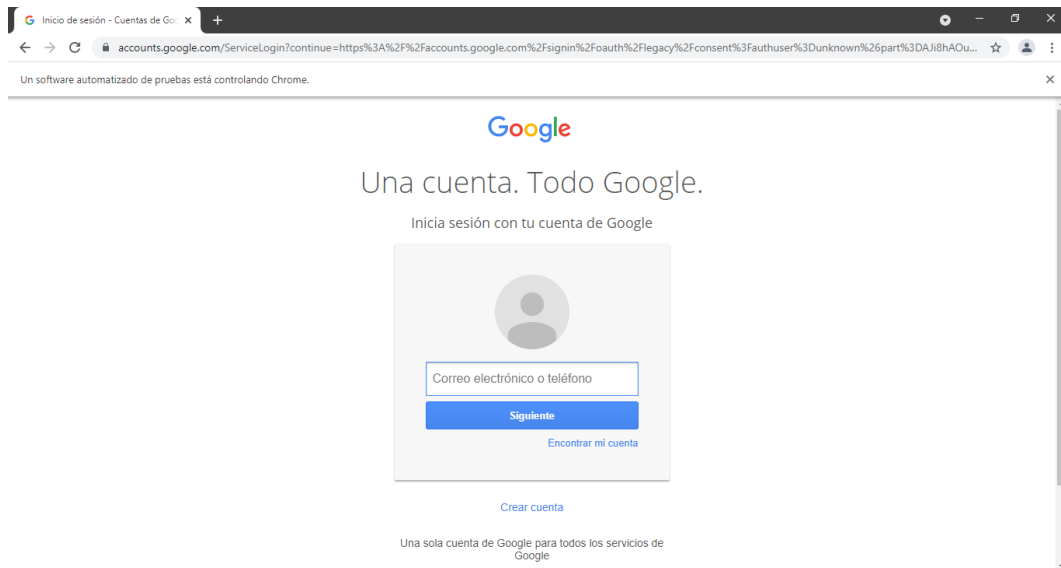 Inicio de sesión - Cuentas de Goo
accounts.google.com/ServiceLogin?continue=https%3A%2F%2Faccounts.google.com%2Fsignin%2Foauth%2Flegacy%2Fconsent%3Fauthuser%3Dunknown%26part%3DAJi8hAOu...
Un software automatizado de pruebas está controlando Chrome.
Google
Una cuenta. Todo Google.
Inicia sesión con tu cuenta de Google
Correo electrónico o teléfono
Siguiente
Encontrar mi cuenta
Crear cuenta
Una sola cuenta de Google para todos los servicios de
Google